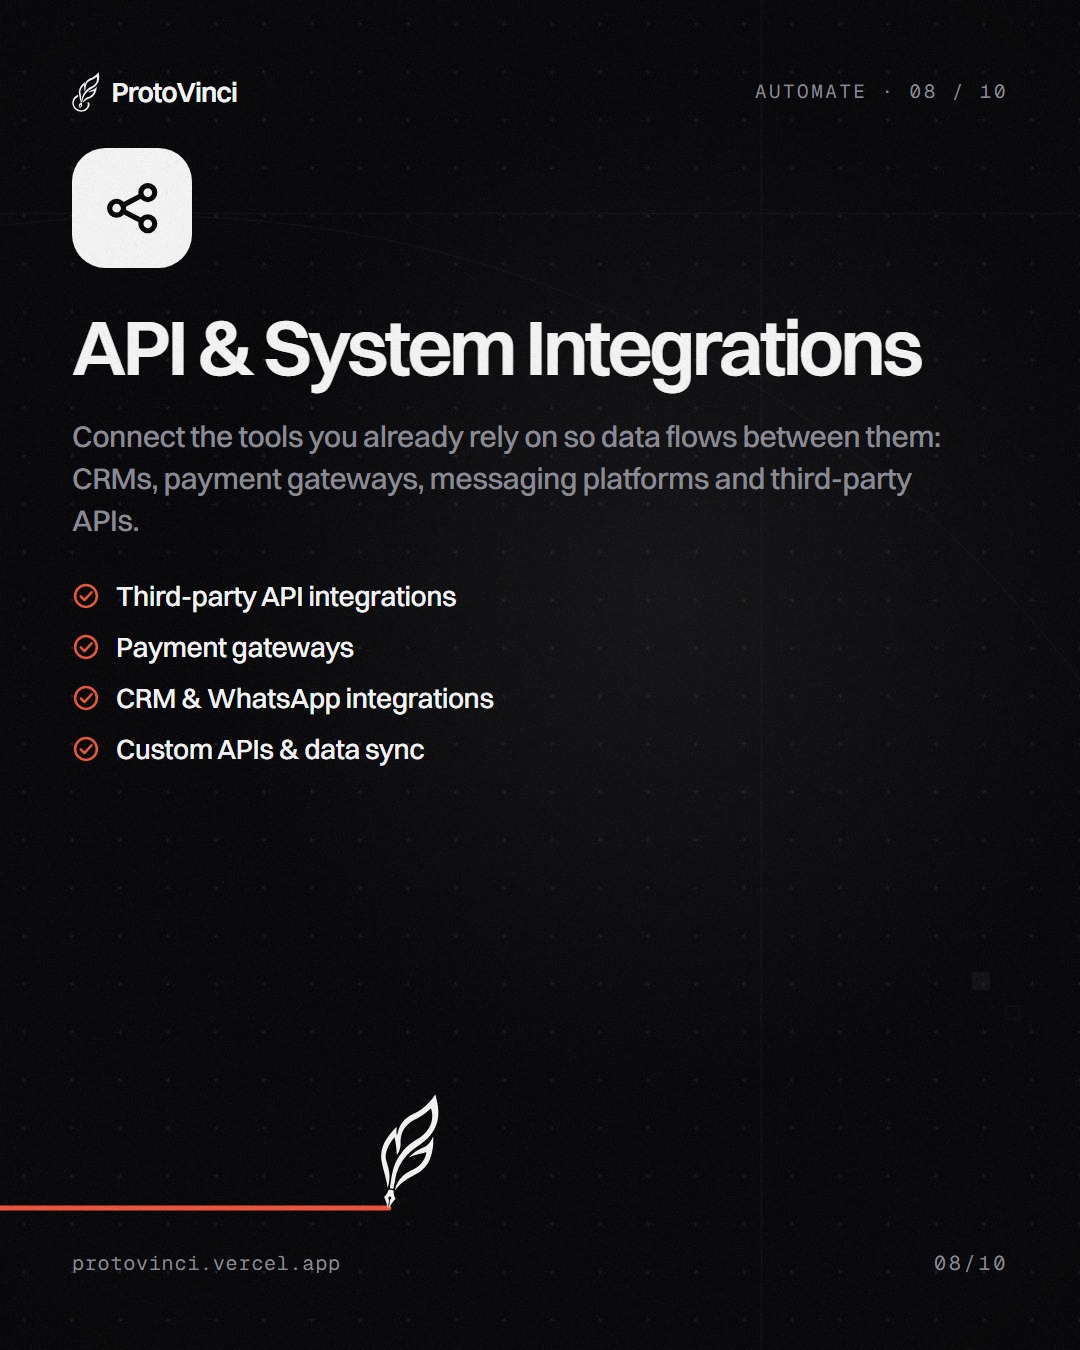 ProtoVinci
AUTOMATE · 08 / 10
API & System Integrations
Connect the tools you already rely on so data flows between them:
CRMs, payment gateways, messaging platforms and third-party
APIs.
Third-party API integrations
Payment gateways
CRM & WhatsApp integrations
Custom APIs & data sync
protovinci.vercel.app
08/10